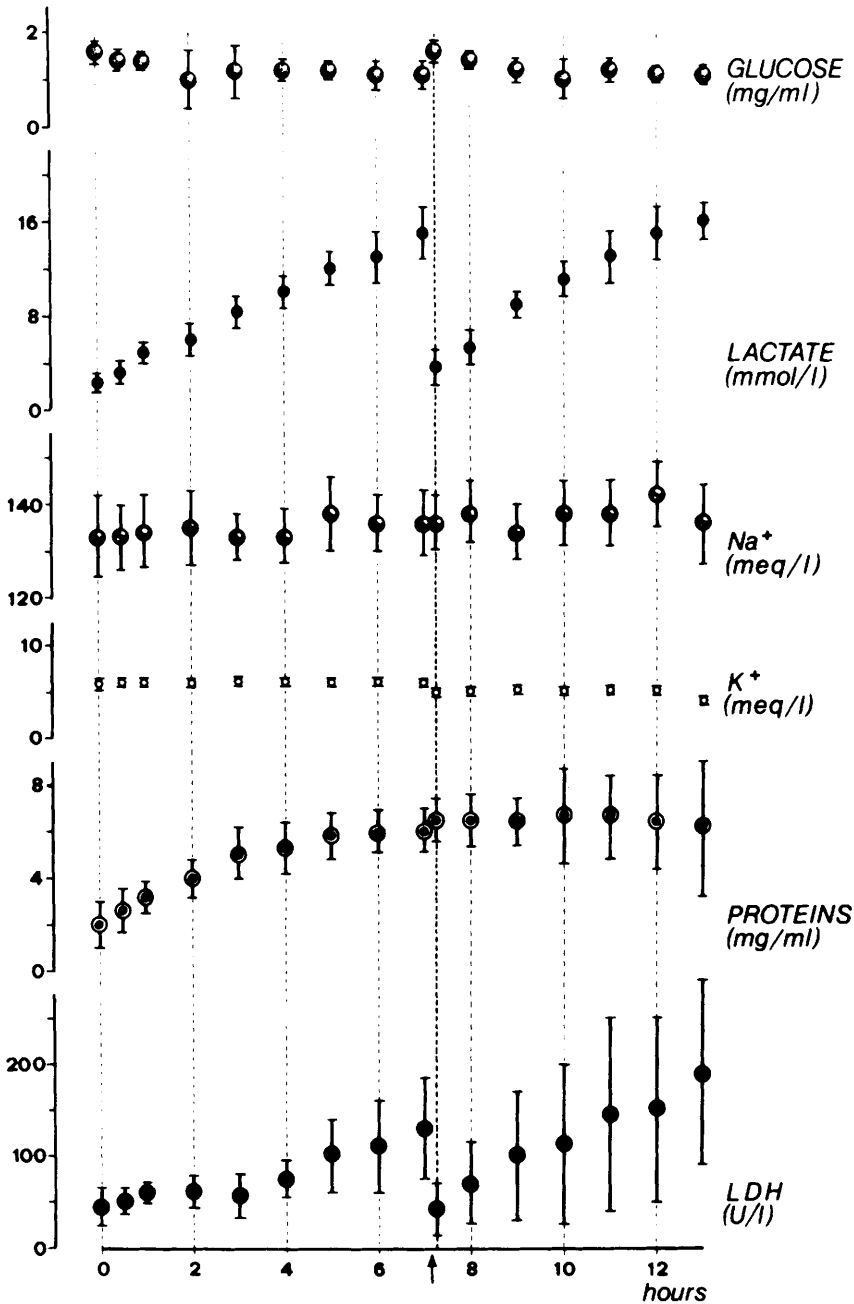 2
0
GLUCOSE
(mg/ml)
16
8
0
LACTATE
(mmol/l)
140
120
Na+
(meq/l)
10
0
K+
(meq/l)
8
4
0
PROTEINS
(mg/ml)
200
100
0
LDH
(U/l)
0 2 4 6 8 10 12
hours